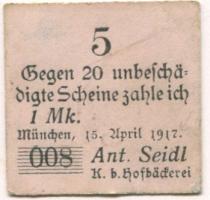 5
Gegen 20 unbeschä-
digte Scheine zahle ich
1 Mk.
München, 15. April 1917.
008 Ant. Seidl
K. b. Hofbäckerei